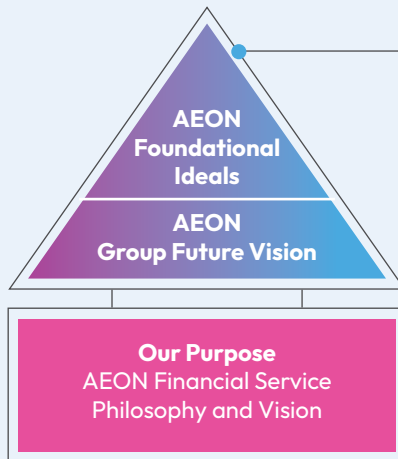 AEON
Foundational
Ideals
AEON
Group Future Vision
Our Purpose
AEON Financial Service
Philosophy and Vision